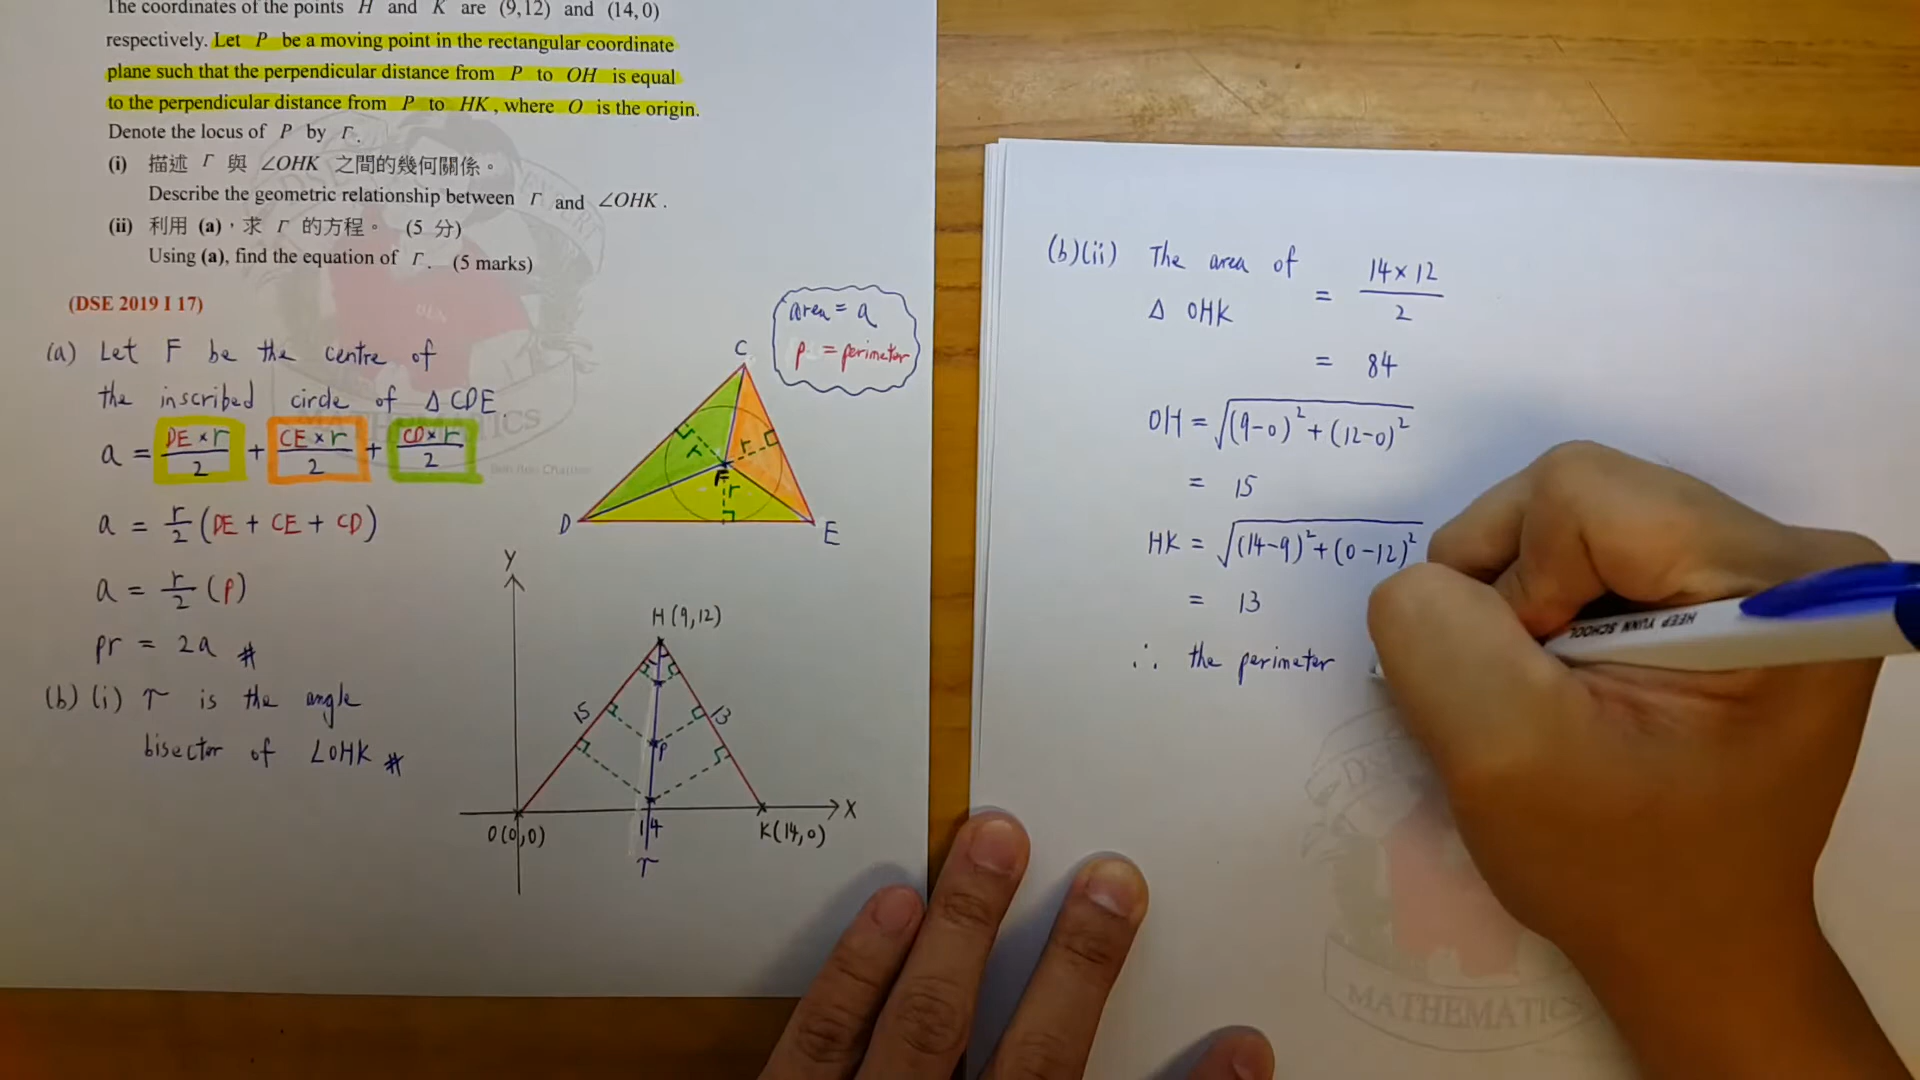 The coordinates of the points H and K are (9,12) and (14,0)
respectively. Let P be a moving point in the rectangular coordinate
plane such that the perpendicular distance from P to OH is equal
to the perpendicular distance from P to HK, where O is the origin.
Denote the locus of P by Γ.
(i) 描述 Γ 與 ∠OHK 之間的幾何關係。
Describe the geometric relationship between Γ and ∠OHK.
(ii) 利用 (a)，求 Γ 的方程。 (5 分)
Using (a), find the equation of Γ. (5 marks)
(DSE 2019 I 17)
(a) Let F be the centre of
the inscribed circle of Δ CDE.
a = DE × r / 2 + CE × r / 2 + CD × r / 2
a = r/2 (DE + CE + CD)
a = r/2 (p)
pr = 2a #
(b) (i) Γ is the angle
bisector of ∠OHK #
area = a
p = perimeter
C
r
r
F
r
D
E
Y
H(9,12)
15
13
P
X
O(0,0)
14
K(14,0)
Γ
(b)(ii) The area of Δ OHK = 14 × 12 / 2
= 84
OH = √((9-0)² + (12-0)²)
= 15
HK = √((14-9)² + (0-12)²)
= 13
∴ the perimeter
HEEP YUNN SCHOOL
MATHEMATICS
MATHEMATICS